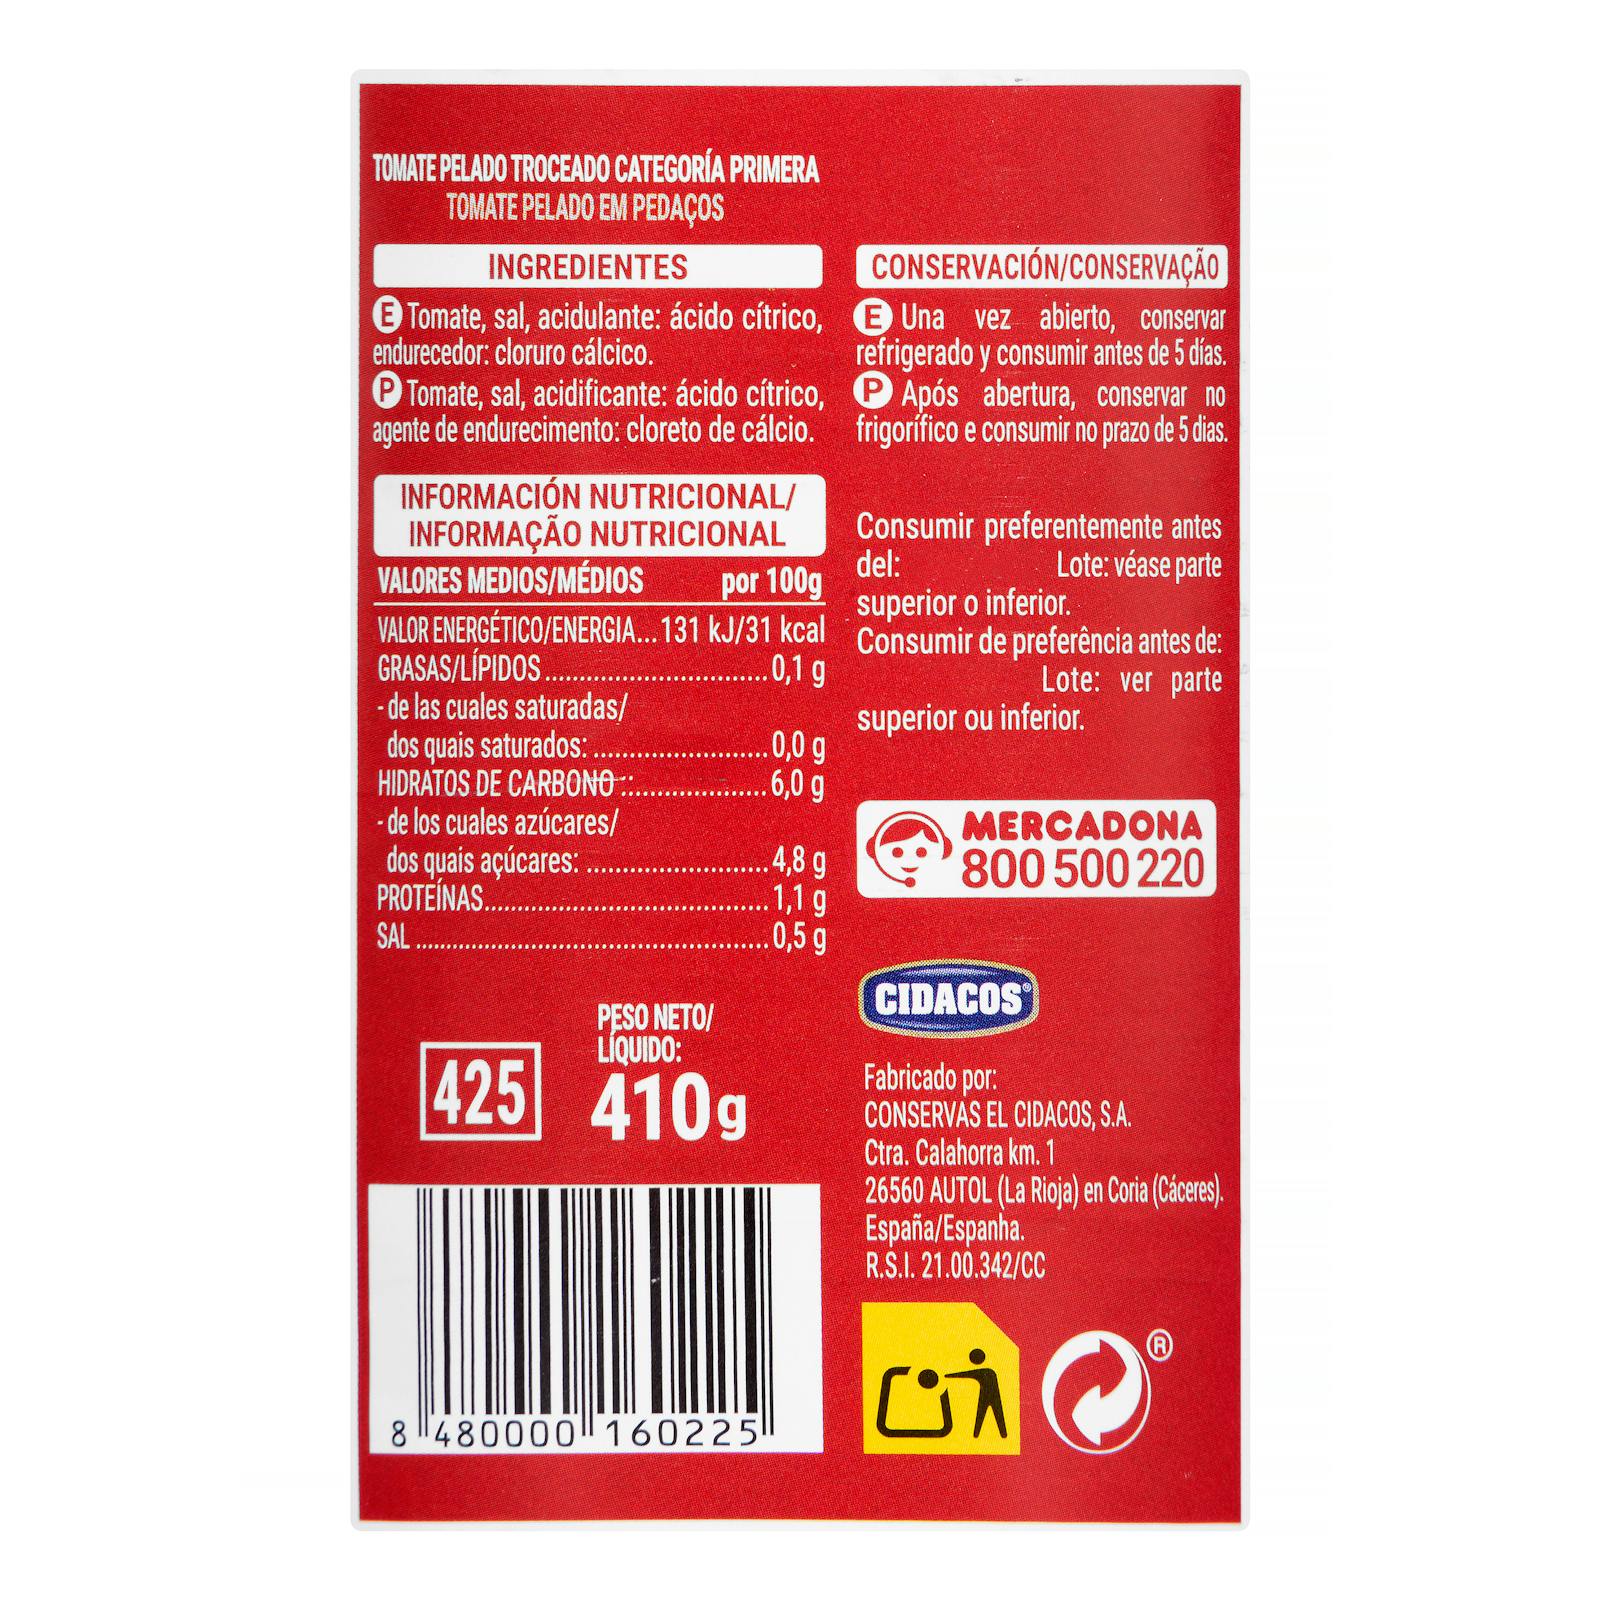 TOMATE PELADO TROCEADO CATEGORÍA PRIMERA
TOMATE PELADO EM PEDAÇOS
INGREDIENTES
E Tomate, sal, acidulante: ácido cítrico,
endurecedor: cloruro cálcico.
P Tomate, sal, acidificante: ácido cítrico,
agente de endurecimento: cloreto de cálcio.
INFORMACIÓN NUTRICIONAL/
INFORMAÇÃO NUTRICIONAL
VALORES MEDIOS/MÉDIOS por 100g
VALOR ENERGÉTICO/ENERGIA...131 kJ/31 kcal
GRASAS/LÍPIDOS ........................ 0,1 g
- de las cuales saturadas/
dos quais saturados: ................... 0,0 g
HIDRATOS DE CARBONO ................ 6,0 g
- de los cuales azúcares/
dos quais açúcares: .................... 4,8 g
PROTEÍNAS................................ 1,1 g
SAL ........................................ 0,5 g
425
PESO NETO/
LÍQUIDO:
410g
8 480000 160225
CONSERVACIÓN/CONSERVAÇÃO
E Una vez abierto, conservar
refrigerado y consumir antes de 5 días.
P Após abertura, conservar no
frigorífico e consumir no prazo de 5 dias.
Consumir preferentemente antes
del: Lote: véase parte
superior o inferior.
Consumir de preferência antes de:
Lote: ver parte
superior ou inferior.
MERCADONA
800 500 220
CIDACOS®
Fabricado por:
CONSERVAS EL CIDACOS, S.A.
Ctra. Calahorra km. 1
26560 AUTOL (La Rioja) en Coria (Cáceres).
España/Espanha.
R.S.I. 21.00.342/CC
®